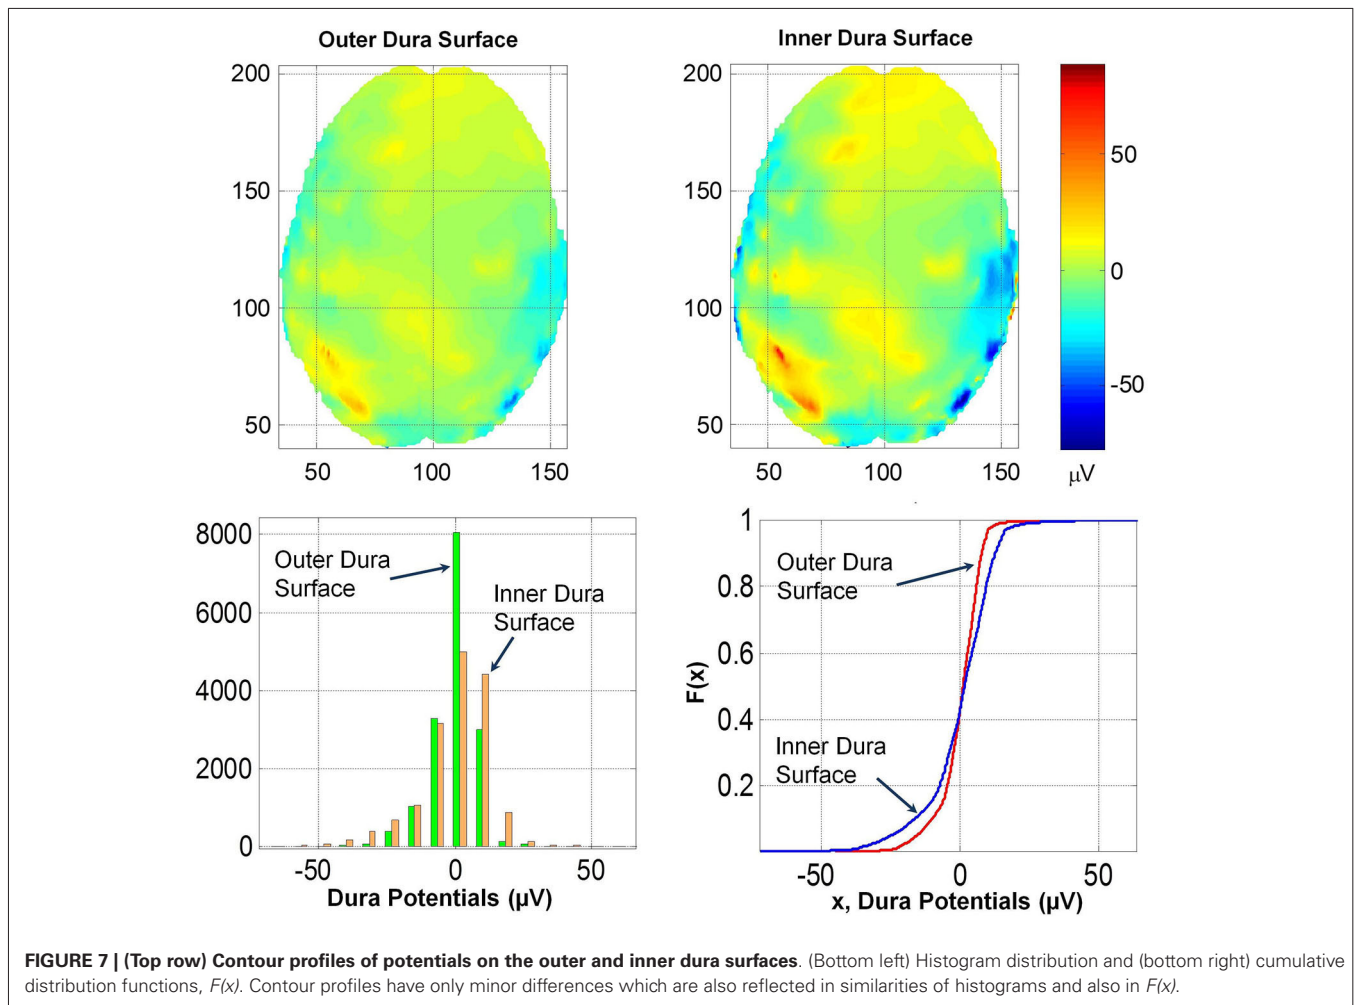 Outer Dura Surface
Inner Dura Surface
200
150
100
50
50
100
150
50
100
150
50
0
-50
µV
8000
6000
4000
2000
0
-50
0
50
Outer Dura
Surface
Inner Dura
Surface
Dura Potentials (µV)
1
0.8
0.6
0.4
0.2
F(x)
Outer Dura
Surface
Inner Dura
Surface
-50
0
50
x, Dura Potentials (µV)
200
150
100
50
FIGURE 7 | (Top row) Contour profiles of potentials on the outer and inner dura surfaces. (Bottom left) Histogram distribution and (bottom right) cumulative
distribution functions, F(x). Contour profiles have only minor differences which are also reflected in similarities of histograms and also in F(x).